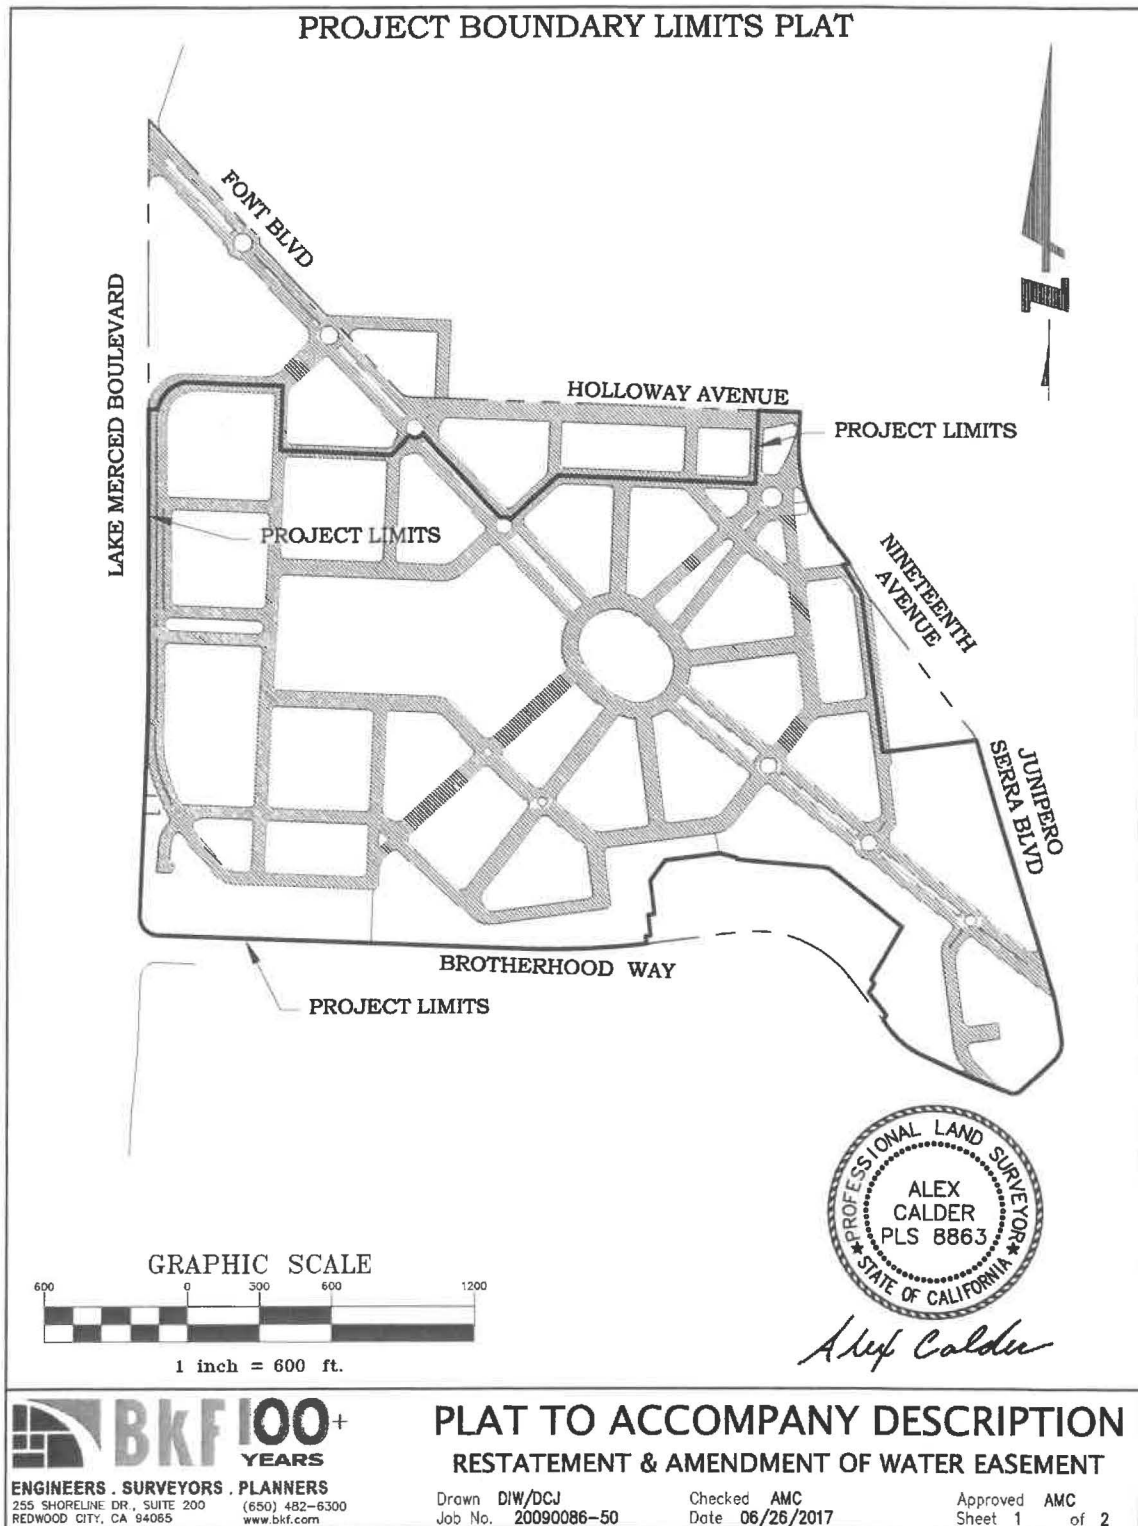 PROJECT BOUNDARY LIMITS PLAT
FONT BLVD
LAKE MERCED BOULEVARD
HOLLOWAY AVENUE
PROJECT LIMITS
PROJECT LIMITS
NINETEENTH
AVENUE
JUNIPERO
SERRA BLVD
BROTHERHOOD WAY
PROJECT LIMITS
Z
PROFESSIONAL LAND SURVEYOR
ALEX
CALDER
PLS 8863
STATE OF CALIFORNIA
Alex Calder
GRAPHIC SCALE
600 0 300 600 1200
1 inch = 600 ft.
BKF 100+
YEARS
ENGINEERS . SURVEYORS . PLANNERS
255 SHORELINE DR., SUITE 200 (650) 482-6300
REDWOOD CITY, CA 94065 www.bkf.com
PLAT TO ACCOMPANY DESCRIPTION
RESTATEMENT & AMENDMENT OF WATER EASEMENT
Drawn DIW/DCJ Checked AMC Approved AMC
Job No. 20090086-50 Date 06/26/2017 Sheet 1 of 2